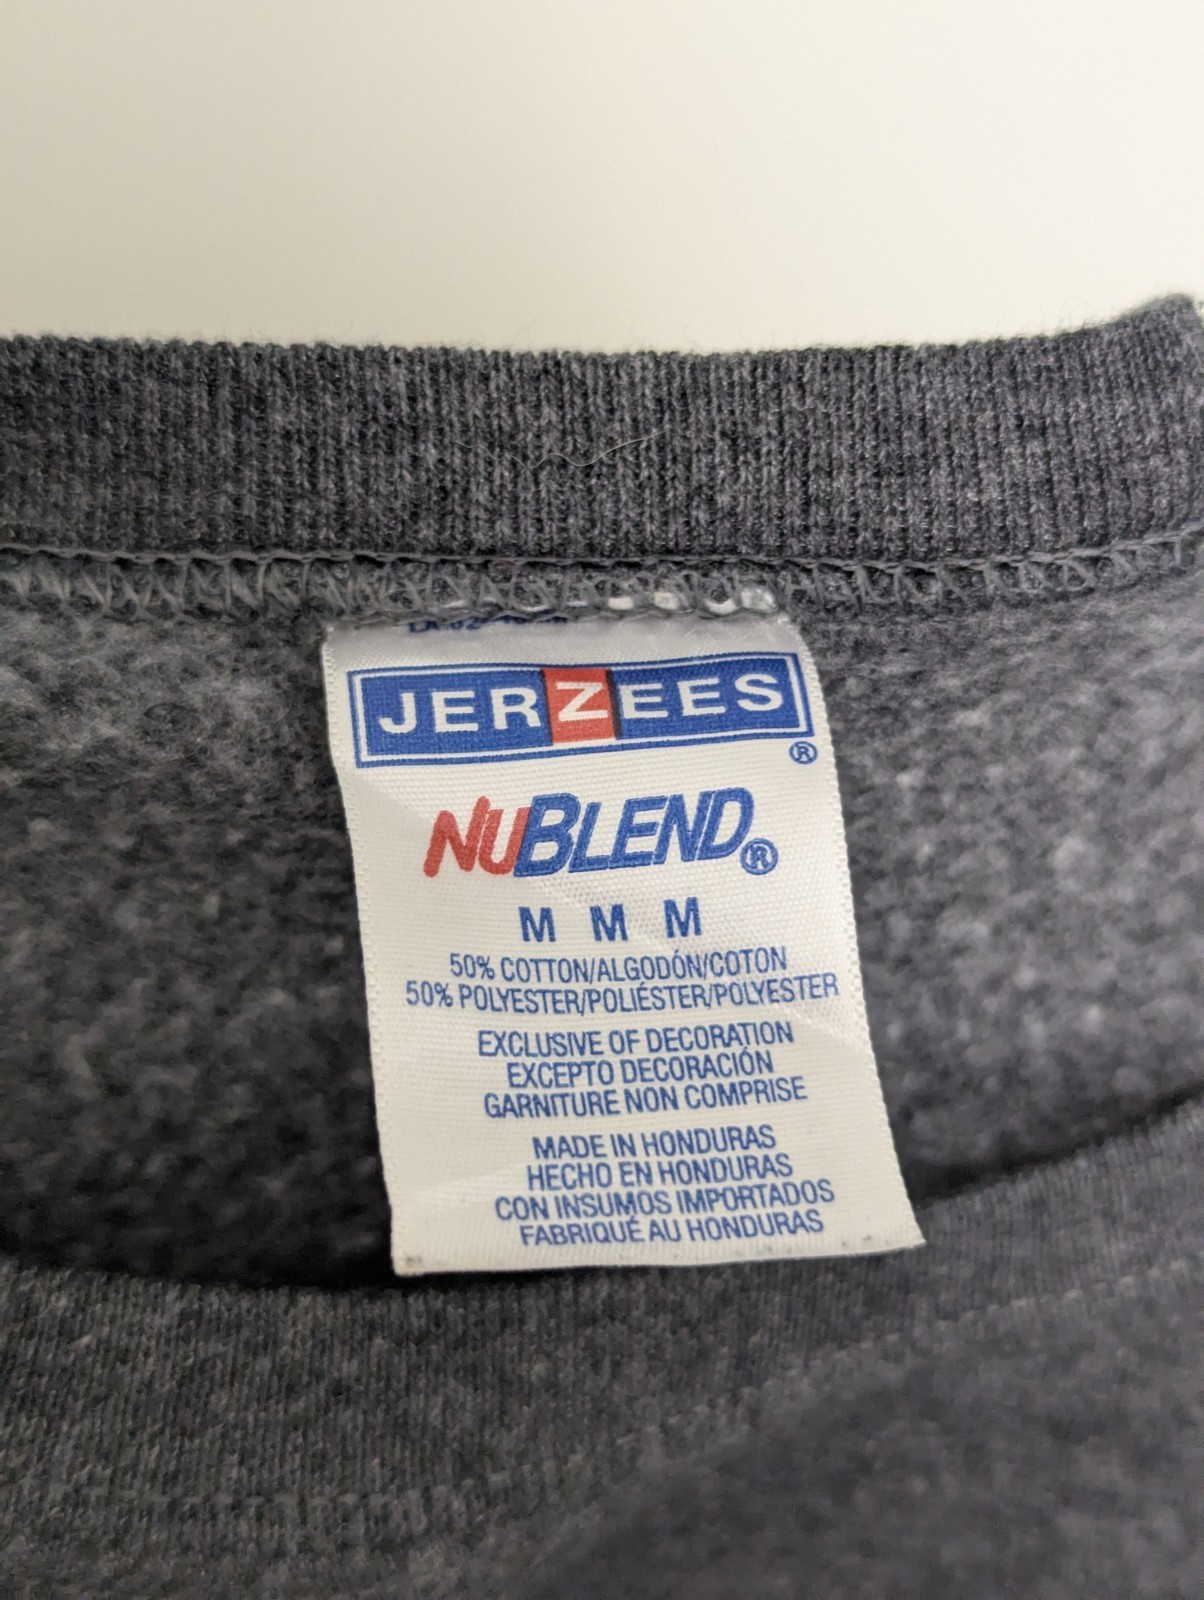 JERZEES
®
NUBLEND®
M M M
50% COTTON/ALGODÓN/COTON
50% POLYESTER/POLIÉSTER/POLYESTER
EXCLUSIVE OF DECORATION
EXCEPTO DECORACIÓN
GARNITURE NON COMPRISE
MADE IN HONDURAS
HECHO EN HONDURAS
CON INSUMOS IMPORTADOS
FABRIQUÉ AU HONDURAS